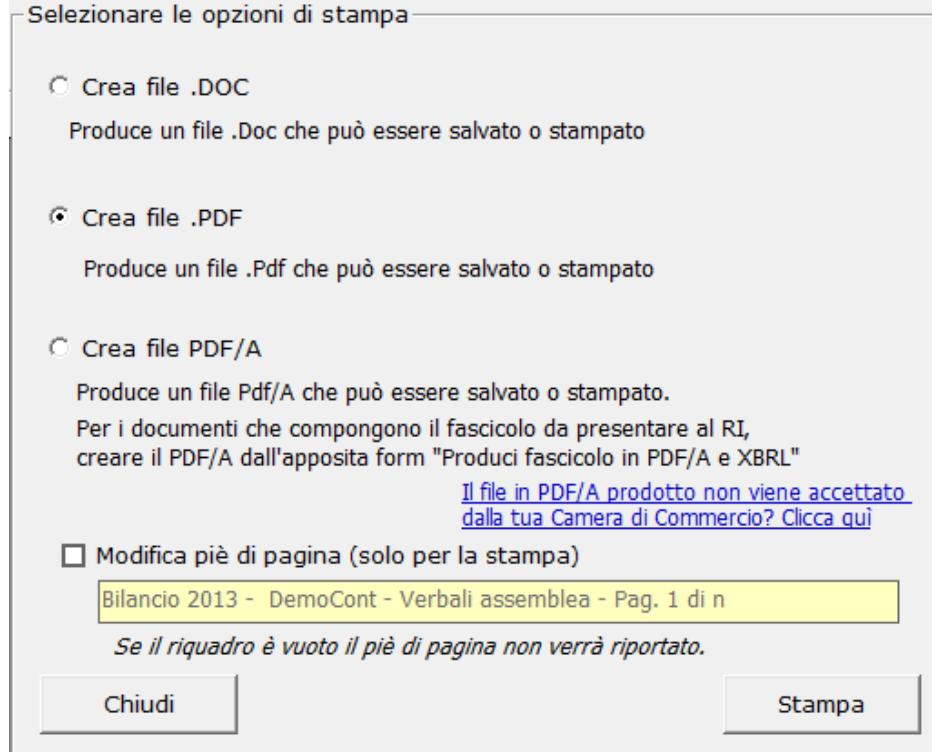 Selezionare le opzioni di stampa
Crea file .DOC
Produce un file .Doc che può essere salvato o stampato
Crea file .PDF
Produce un file .Pdf che può essere salvato o stampato
Crea file PDF/A
Produce un file Pdf/A che può essere salvato o stampato.
Per i documenti che compongono il fascicolo da presentare al RI,
creare il PDF/A dall'apposita form "Produci fascicolo in PDF/A e XBRL"
Il file in PDF/A prodotto non viene accettato
dalla tua Camera di Commercio? Clicca quì
Modifica piè di pagina (solo per la stampa)
Bilancio 2013 -  DemoCont - Verbali assemblea - Pag. 1 di n
Se il riquadro è vuoto il piè di pagina non verrà riportato.
Chiudi
Stampa